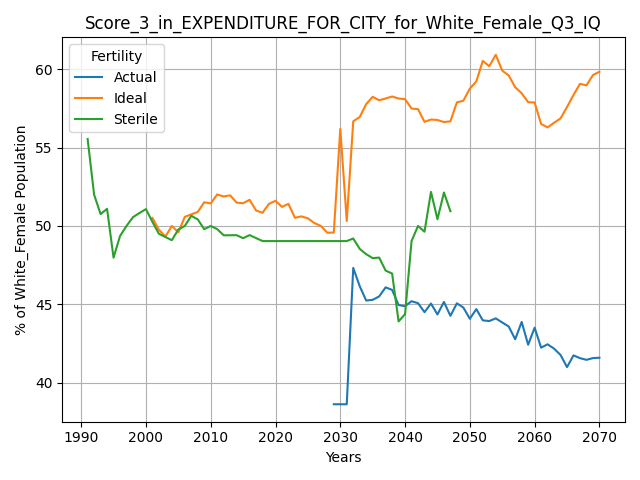 Score_3_in_EXPENDITURE_FOR_CITY_for_White_Female_Q3_IQ
Fertility
Actual
Ideal
Sterile
% of White_Female Population
60
55
50
45
40
1990 2000 2010 2020 2030 2040 2050 2060 2070
Years